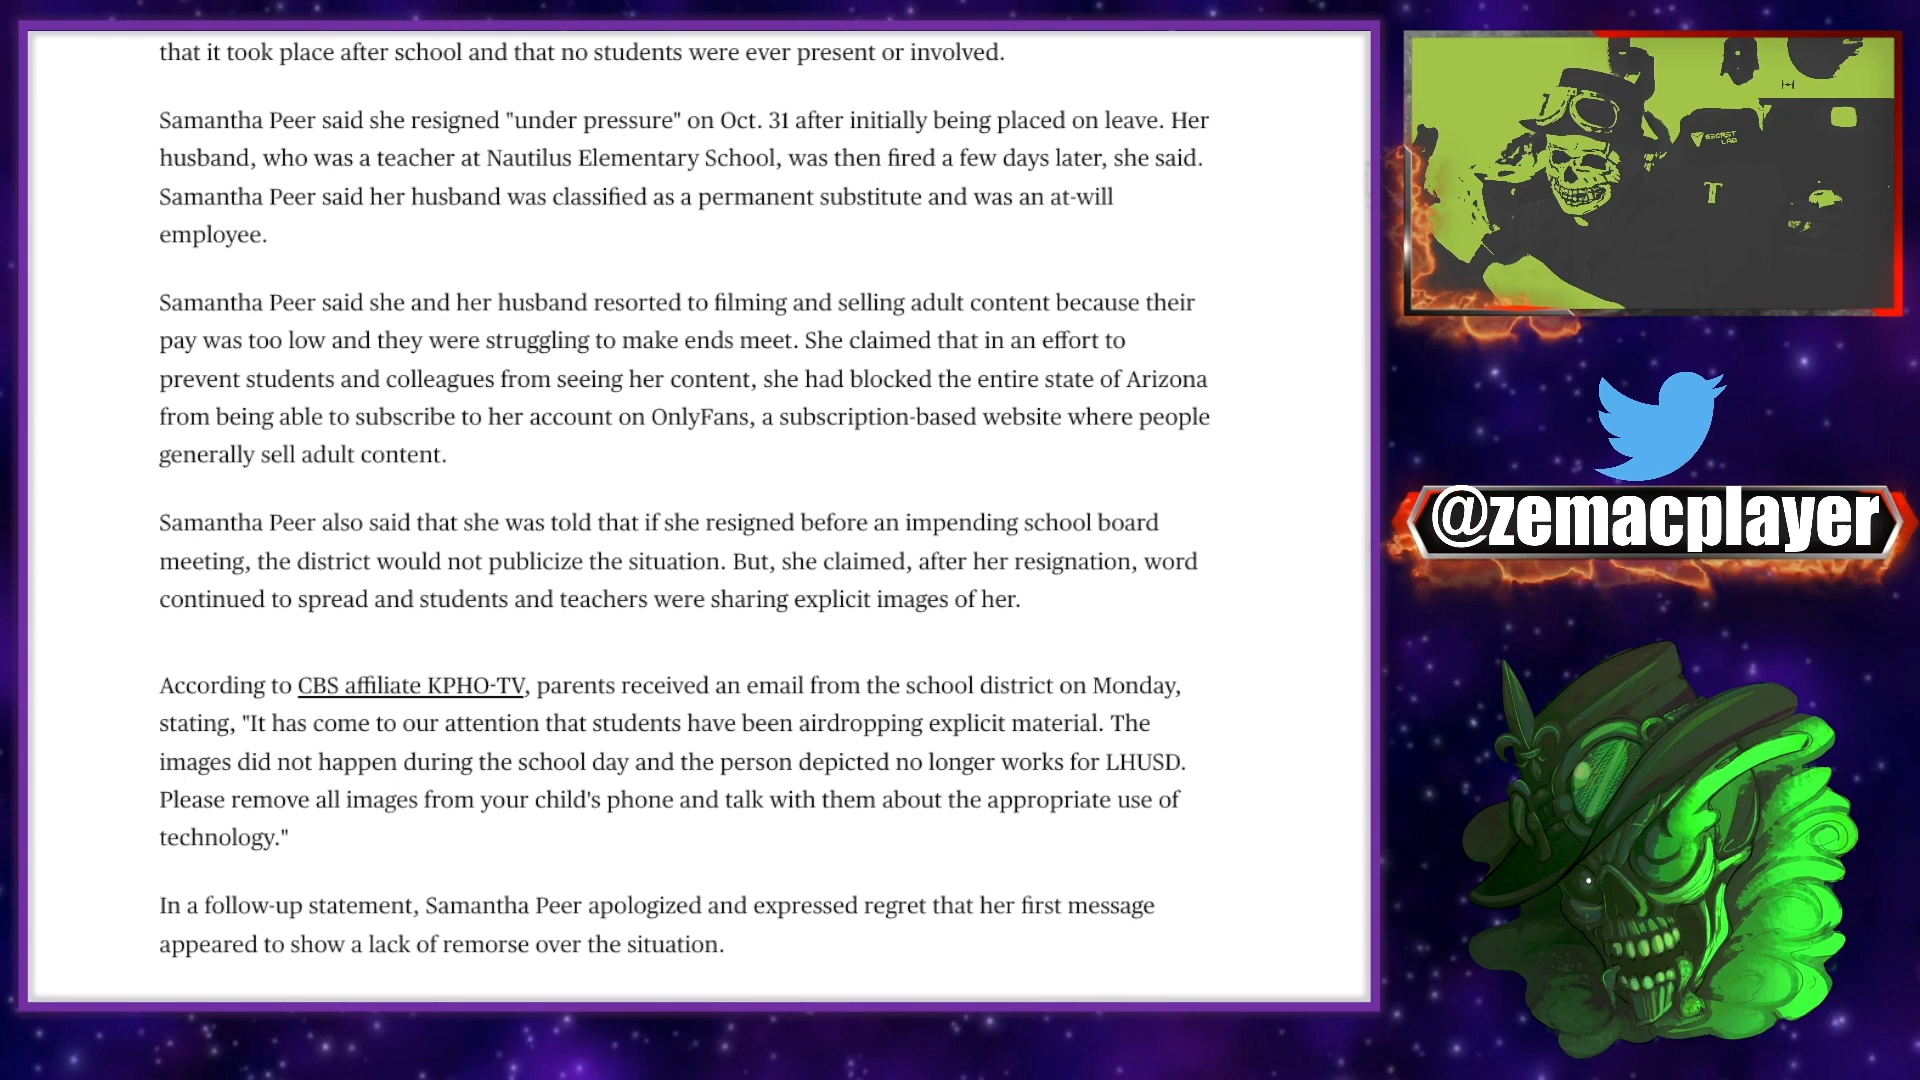 that it took place after school and that no students were ever present or involved.
Samantha Peer said she resigned "under pressure" on Oct. 31 after initially being placed on leave. Her
husband, who was a teacher at Nautilus Elementary School, was then fired a few days later, she said.
Samantha Peer said her husband was classified as a permanent substitute and was an at-will
employee.
Samantha Peer said she and her husband resorted to filming and selling adult content because their
pay was too low and they were struggling to make ends meet. She claimed that in an effort to
prevent students and colleagues from seeing her content, she had blocked the entire state of Arizona
from being able to subscribe to her account on OnlyFans, a subscription-based website where people
generally sell adult content.
Samantha Peer also said that she was told that if she resigned before an impending school board
meeting, the district would not publicize the situation. But, she claimed, after her resignation, word
continued to spread and students and teachers were sharing explicit images of her.
According to CBS affiliate KPHO-TV, parents received an email from the school district on Monday,
stating, "It has come to our attention that students have been airdropping explicit material. The
images did not happen during the school day and the person depicted no longer works for LHUSD.
Please remove all images from your child's phone and talk with them about the appropriate use of
technology."
In a follow-up statement, Samantha Peer apologized and expressed regret that her first message
appeared to show a lack of remorse over the situation.
SECRET
LAB
@zemacplayer